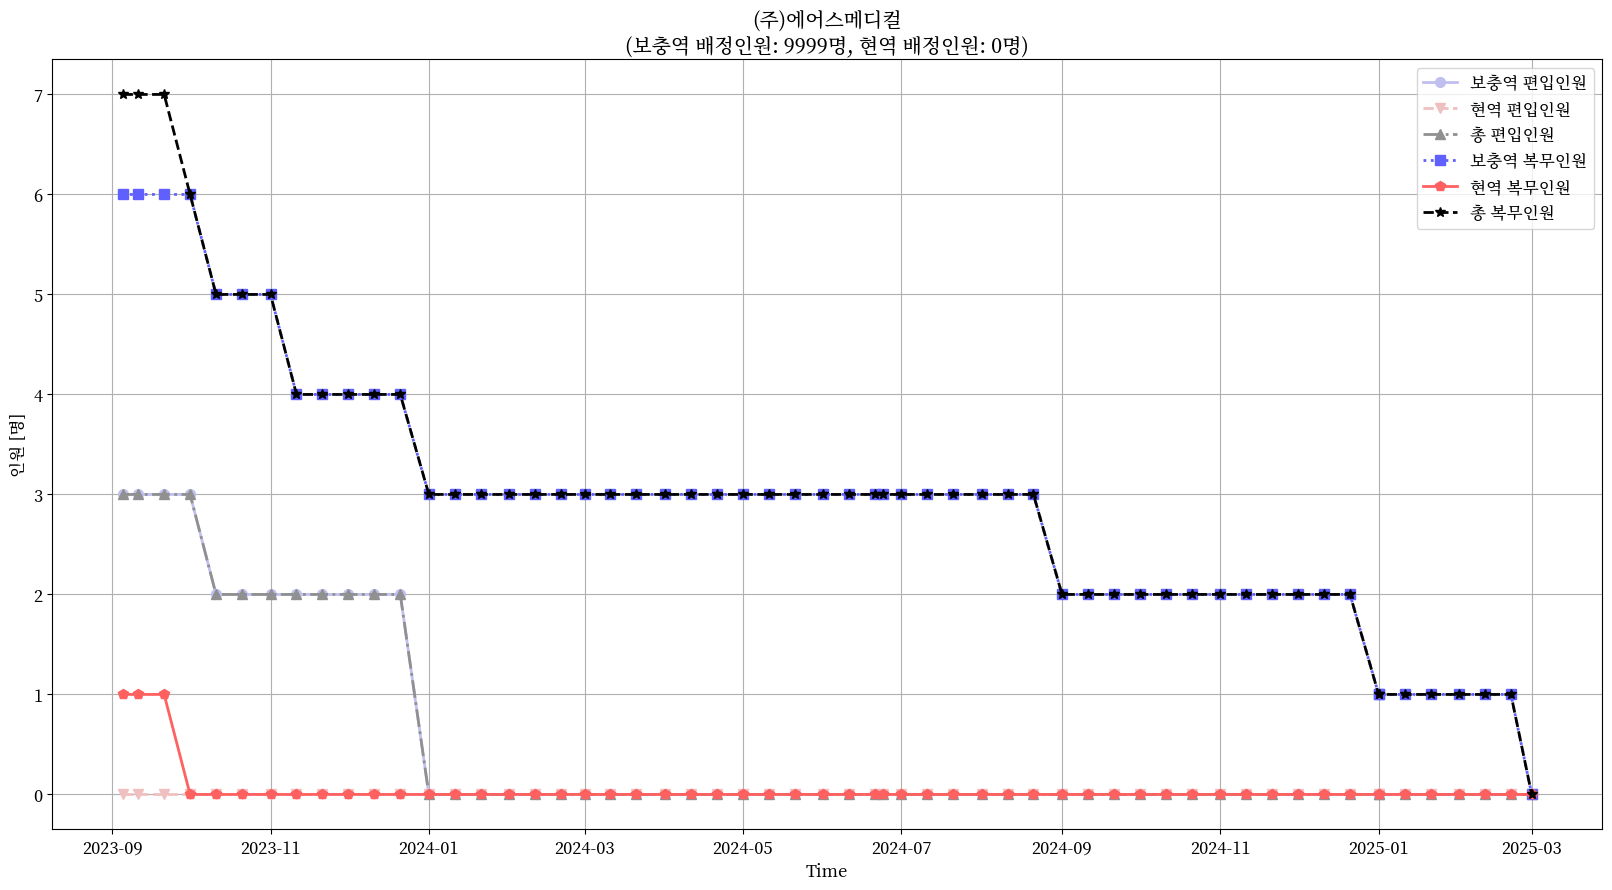 (주)에어스메디컬
(보충역 배정인원: 9999명, 현역 배정인원: 0명)
보충역 편입인원
현역 편입인원
총 편입인원
보충역 복무인원
현역 복무인원
총 복무인원
인원 [명]
7
6
5
4
3
2
1
0
2023-09
2023-11
2024-01
2024-03
2024-05
2024-07
2024-09
2024-11
2025-01
2025-03
Time